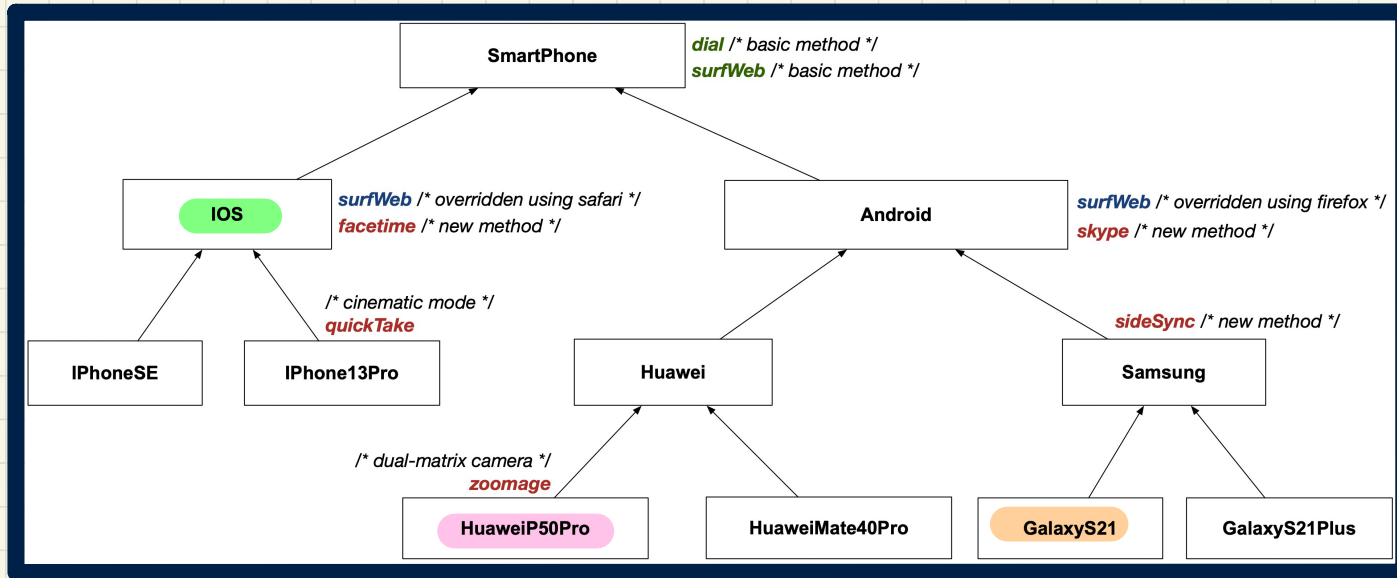 SmartPhone
dial /* basic method */
surfWeb /* basic method */
IOS
surfWeb /* overridden using safari */
facetime /* new method */
Android
surfWeb /* overridden using firefox */
skype /* new method */
/* cinematic mode */
quickTake
sideSync /* new method */
IPhoneSE
IPhone13Pro
Huawei
Samsung
/* dual-matrix camera */
zoomage
HuaweiP50Pro
HuaweiMate40Pro
GalaxyS21
GalaxyS21Plus